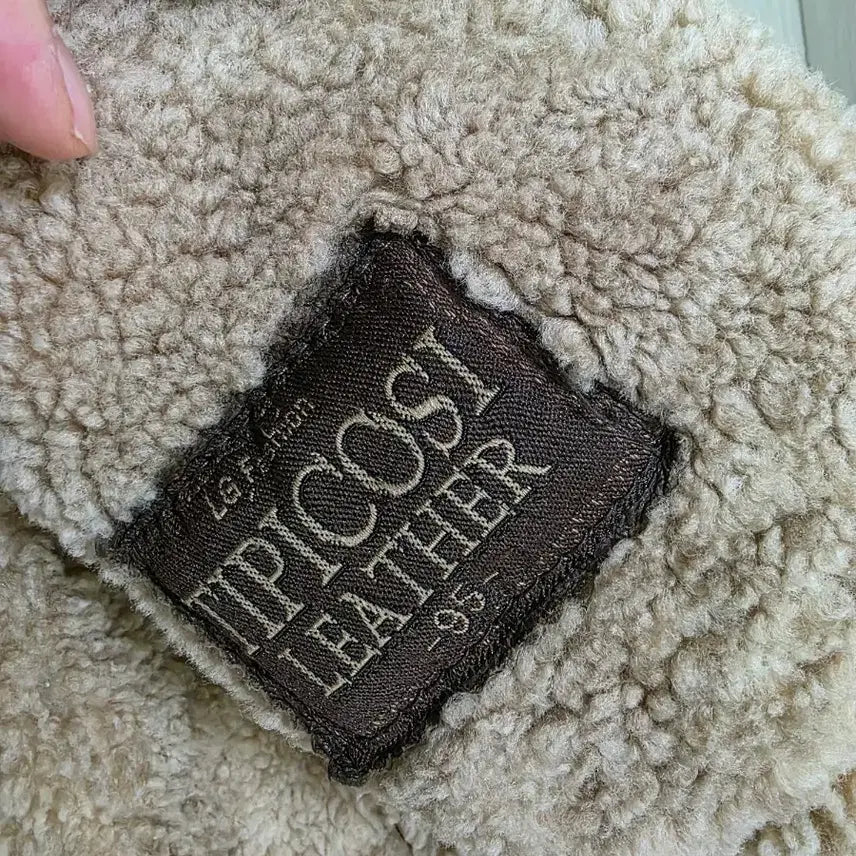 La Fashion
TIPICOSI
LEATHER
-95-